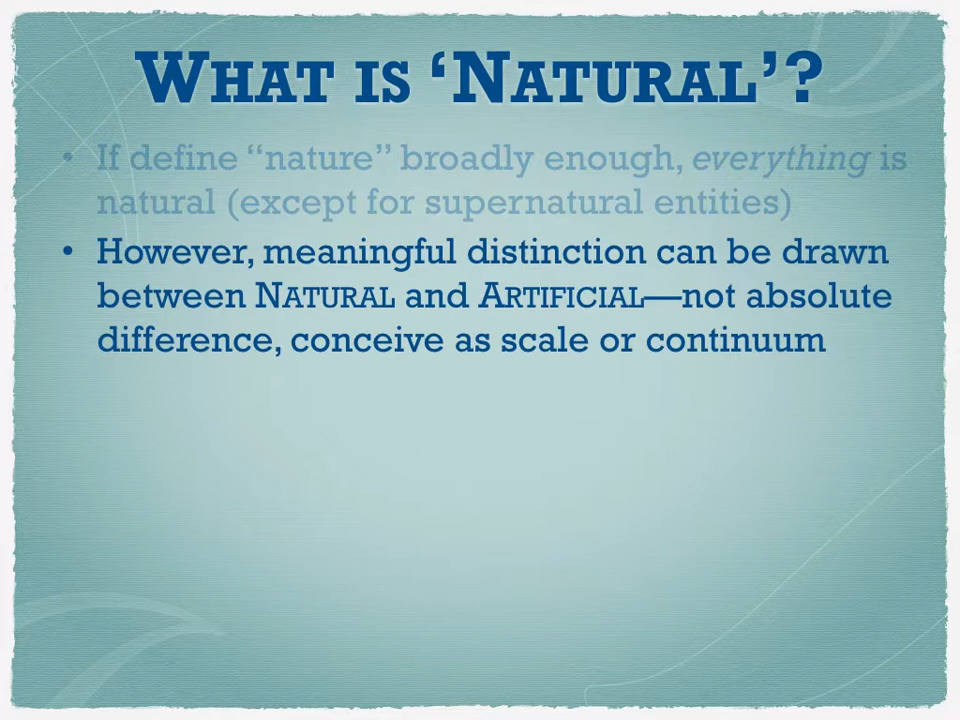 WHAT IS ‘NATURAL’?
• If define “nature” broadly enough, everything is
natural (except for supernatural entities)
• However, meaningful distinction can be drawn
between NATURAL and ARTIFICIAL—not absolute
difference, conceive as scale or continuum